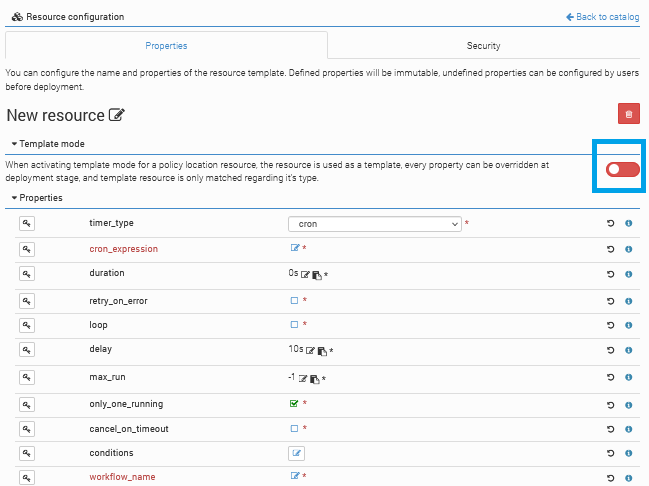 Resource configuration
Back to catalog
Properties
Security
You can configure the name and properties of the resource template. Defined properties will be immutable, undefined properties can be configured by users
before deployment.
New resource
Template mode
When activating template mode for a policy location resource, the resource is used as a template, every property can be overridden at
deployment stage, and template resource is only matched regarding it's type.
Properties
timer_type cron *
cron_expression *
duration 0s *
retry_on_error *
loop *
delay 10s *
max_run -1 *
only_one_running *
cancel_on_timeout *
conditions
workflow_name *